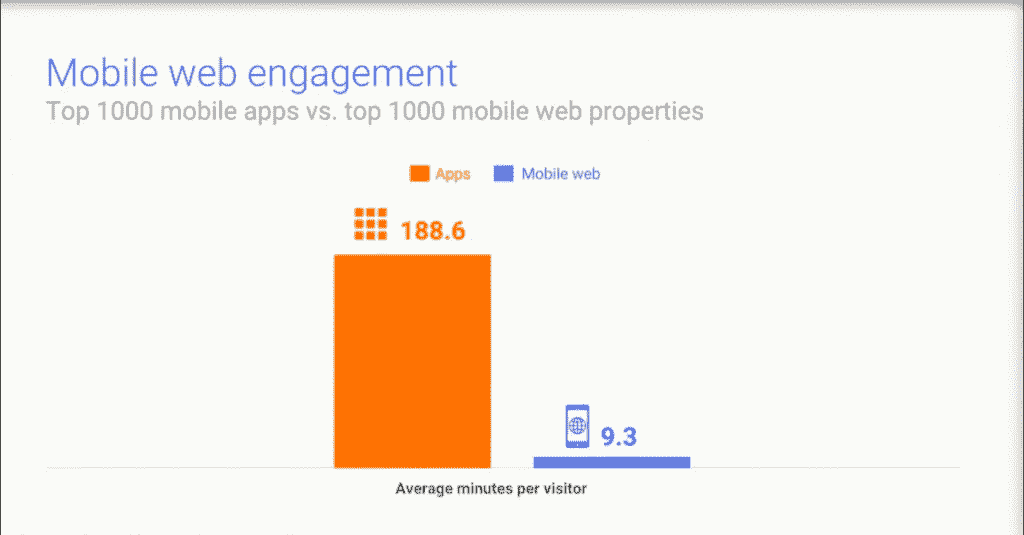 Mobile web engagement
Top 1000 mobile apps vs. top 1000 mobile web properties
Apps Mobile web
188.6
9.3
Average minutes per visitor